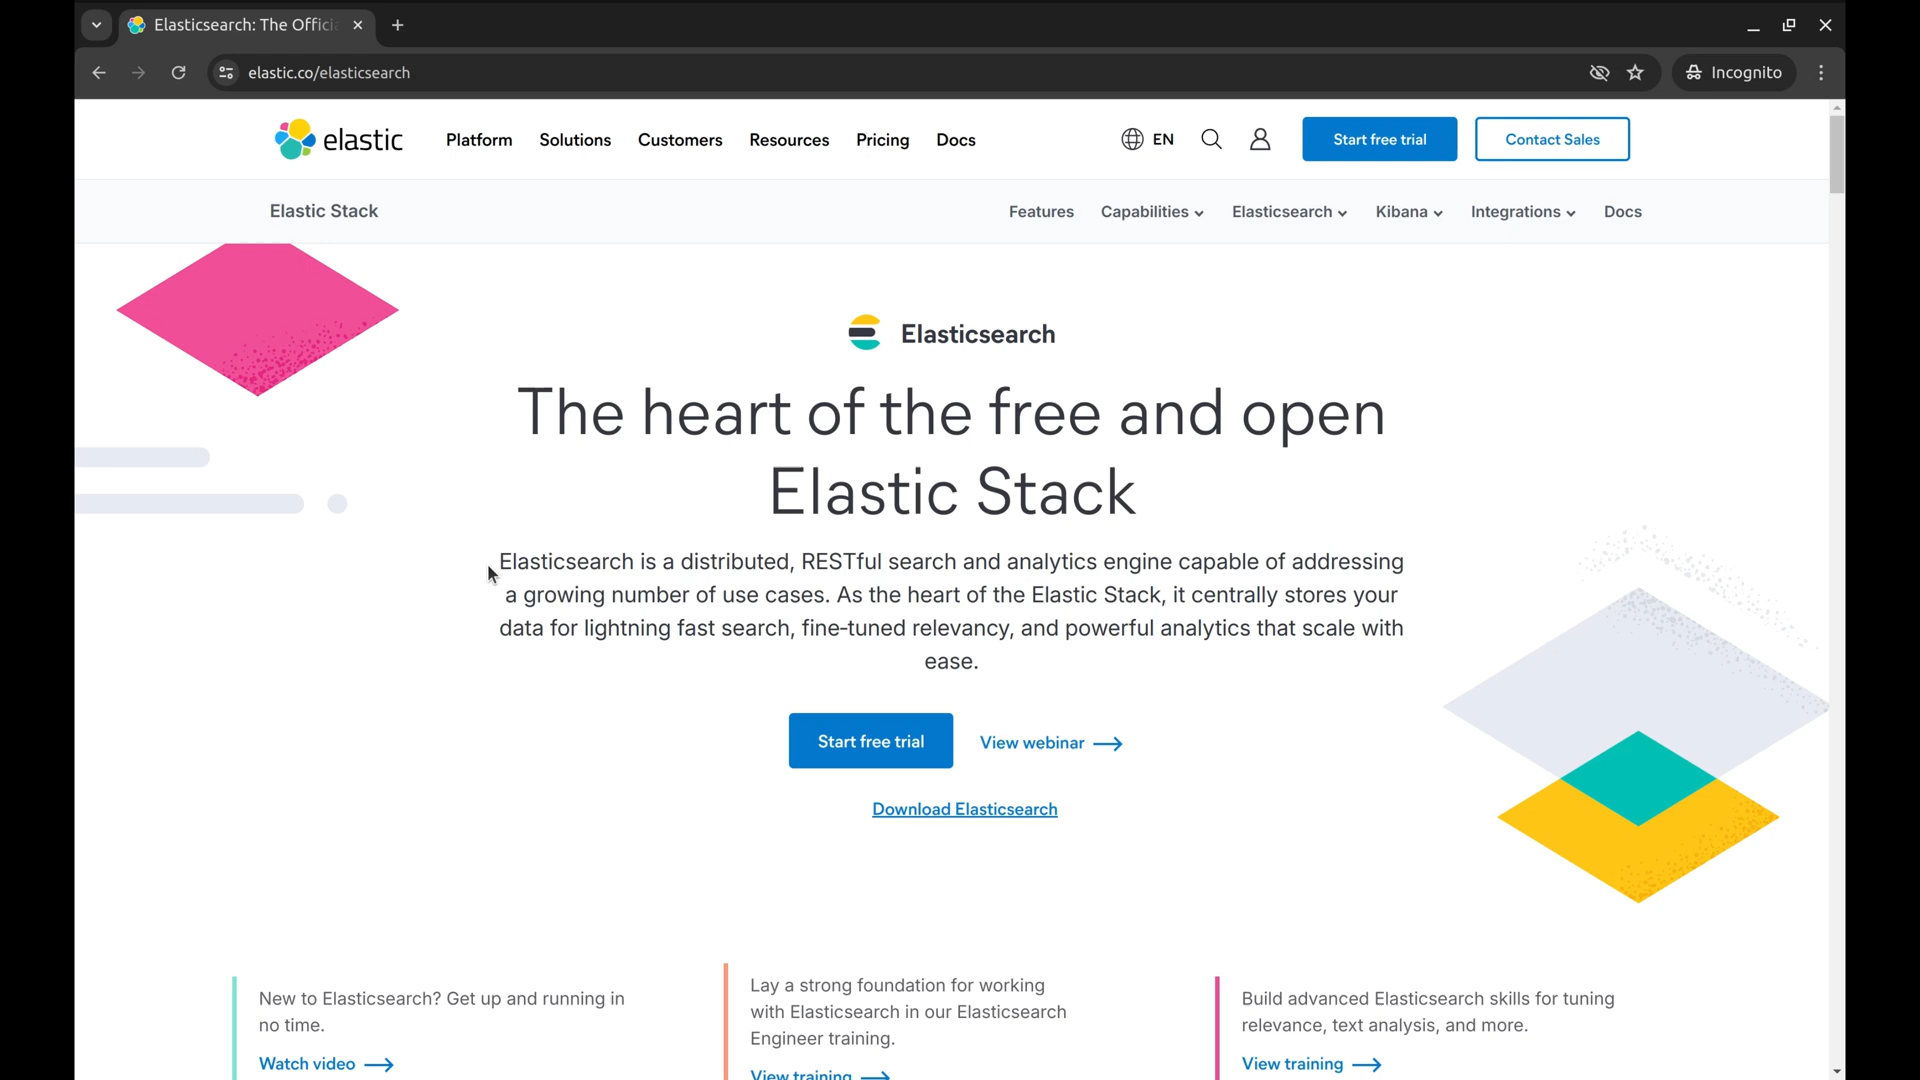 Elasticsearch: The Offici
elastic.co/elasticsearch
Incognito
elastic
Platform
Solutions
Customers
Resources
Pricing
Docs
EN
Start free trial
Contact Sales
Elastic Stack
Features
Capabilities
Elasticsearch
Kibana
Integrations
Docs
Elasticsearch
The heart of the free and open
Elastic Stack
Elasticsearch is a distributed, RESTful search and analytics engine capable of addressing
a growing number of use cases. As the heart of the Elastic Stack, it centrally stores your
data for lightning fast search, fine-tuned relevancy, and powerful analytics that scale with
ease.
Start free trial
View webinar
Download Elasticsearch
New to Elasticsearch? Get up and running in
no time.
Watch video
Lay a strong foundation for working
with Elasticsearch in our Elasticsearch
Engineer training.
View training
Build advanced Elasticsearch skills for tuning
relevance, text analysis, and more.
View training